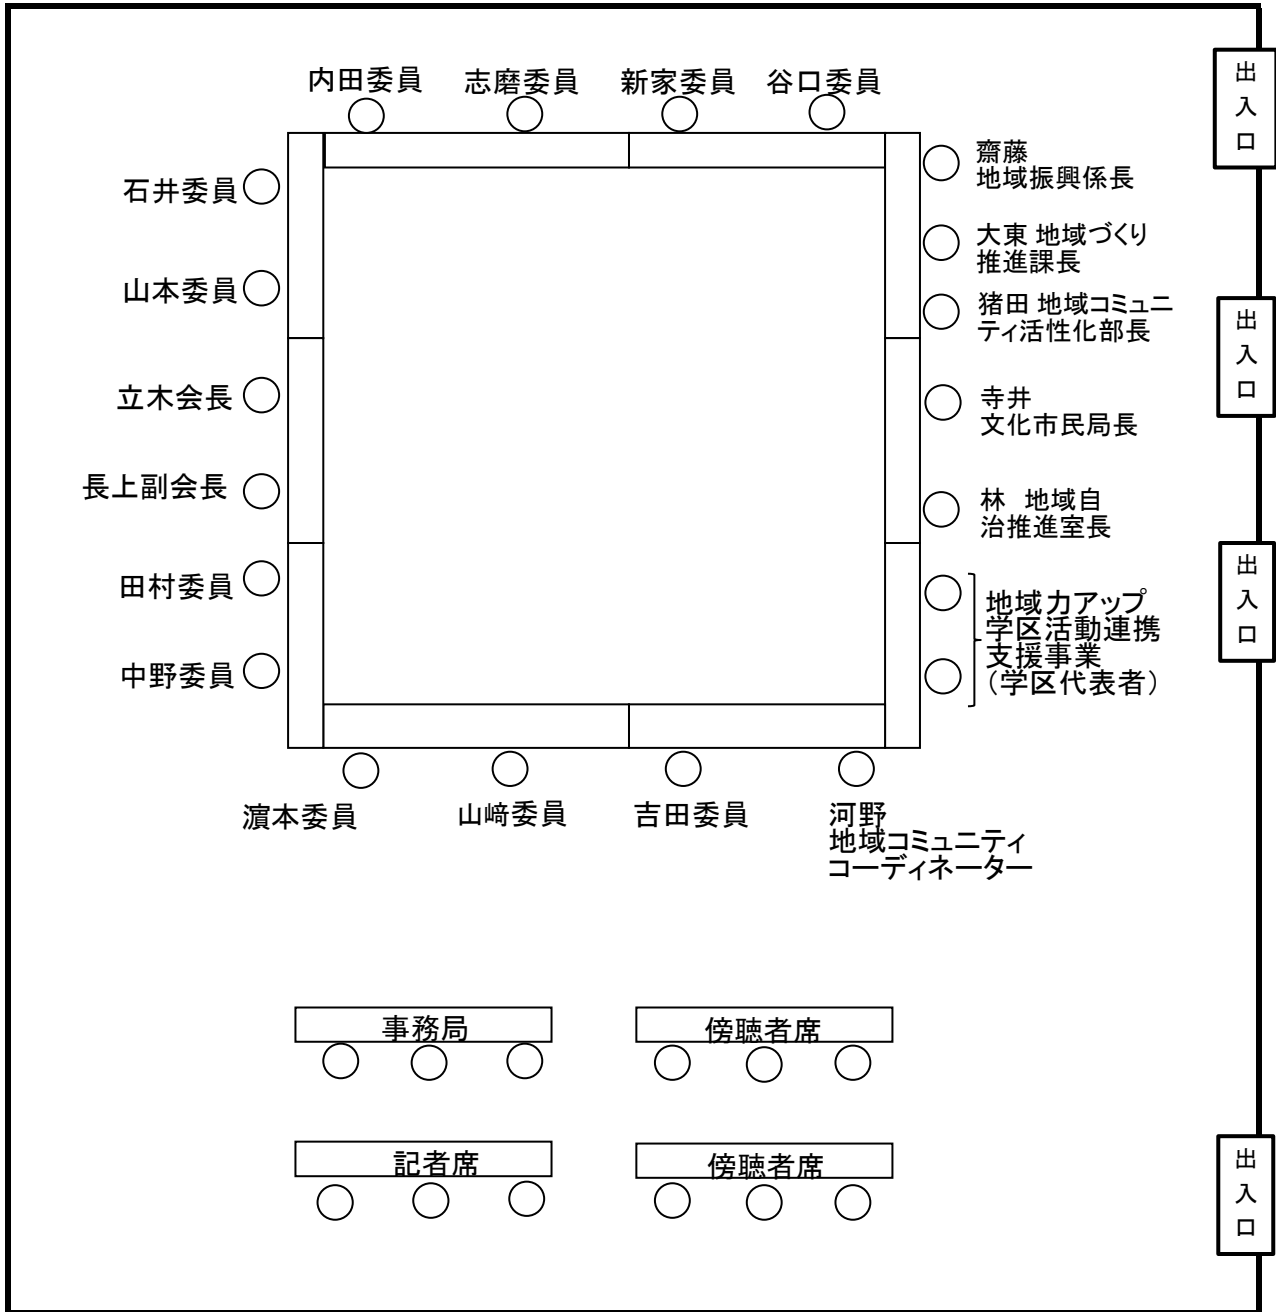 内田委員
志磨委員
新家委員
谷口委員
出入口
石井委員
山本委員
立木会長
長上副会長
田村委員
中野委員
齋藤
地域振興係長
大東 地域づくり
推進課長
猪田 地域コミュニ
ティ活性化部長
寺井
文化市民局長
林 地域自
治推進室長
地域力アップ
学区活動連携
支援事業
(学区代表者)
出入口
出入口
濵本委員
山﨑委員
吉田委員
河野
地域コミュニティ
コーディネーター
事務局
傍聴者席
記者席
傍聴者席
出入口